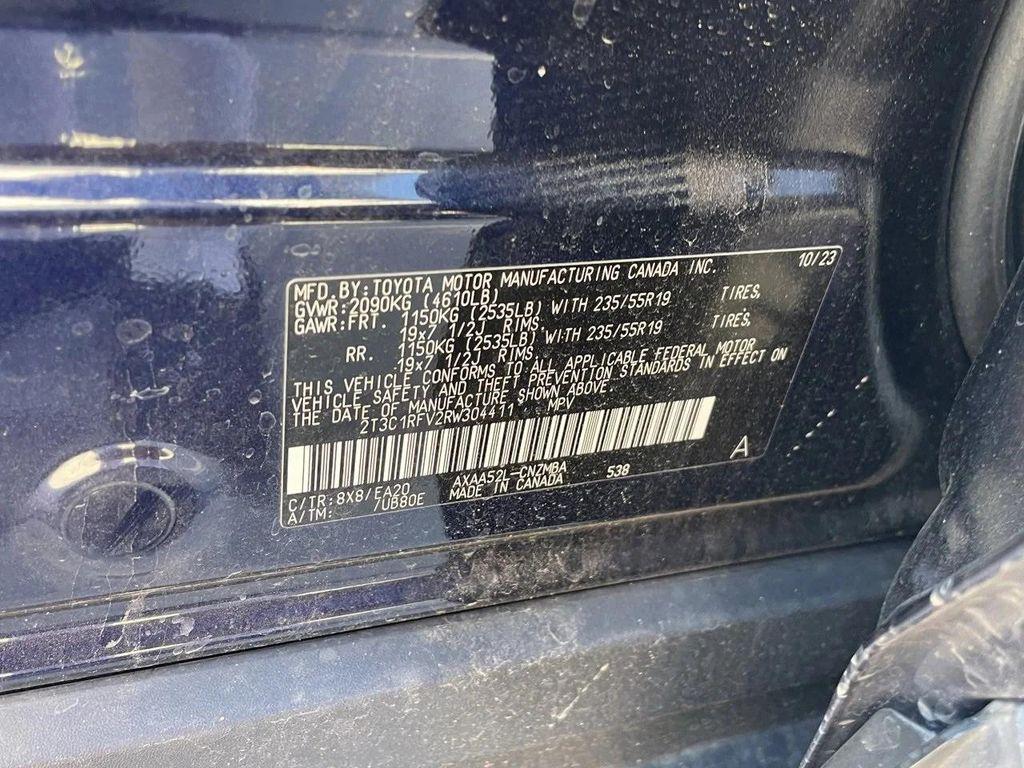 MFD. BY: TOYOTA MOTOR MANUFACTURING CANADA INC. 10/23
GVWR: 2090KG (4610LB)
GAWR: FRT. 1150KG (2535LB) WITH 235/55R19 TIRES,
19x7 1/2J RIMS
RR. 1150KG (2535LB) WITH 235/55R19 TIRES,
19x7 1/2J RIMS
THIS VEHICLE CONFORMS TO ALL APPLICABLE FEDERAL MOTOR
VEHICLE SAFETY AND THEFT PREVENTION STANDARDS IN EFFECT ON
THE DATE OF MANUFACTURE SHOWN ABOVE.
2T3C1RFV2RW304411 MPV
C/TR: 8X8/EA20 AXAA52L-CNZMBA 538 A
A/TM: /UB80E MADE IN CANADA